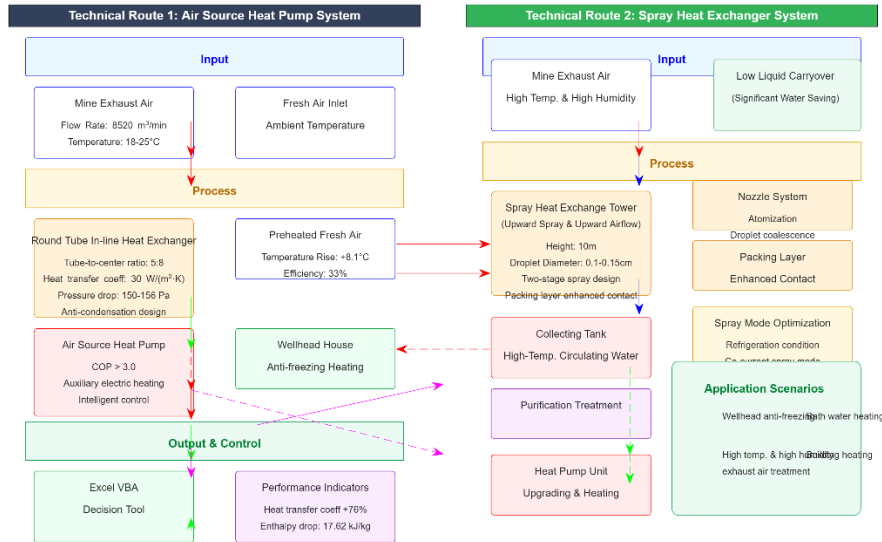 Technical Route 1: Air Source Heat Pump System
Input
Mine Exhaust Air
Flow Rate: 8520 m³/min
Temperature: 18-25°C
Fresh Air Inlet
Ambient Temperature
Process
Round Tube In-line Heat Exchanger
Tube-to-center ratio: 5:8
Heat transfer coeff: 30 W/(m²·K)
Pressure drop: 150-156 Pa
Anti-condensation design
Preheated Fresh Air
Temperature Rise: +8.1°C
Efficiency: 33%
Air Source Heat Pump
COP > 3.0
Auxiliary electric heating
Intelligent control
Wellhead House
Anti-freezing Heating
Output & Control
Excel VBA
Decision Tool
Performance Indicators
Heat transfer coeff +76%
Enthalpy drop: 17.62 kJ/kg
Technical Route 2: Spray Heat Exchanger System
Input
Mine Exhaust Air
High Temp. & High Humidity
Low Liquid Carryover
(Significant Water Saving)
Process
Spray Heat Exchange Tower
(Upward Spray & Upward Airflow)
Height: 10m
Droplet Diameter: 0.1-0.15cm
Two-stage spray design
Packing layer enhanced contact
Nozzle System
Atomization
Droplet coalescence
Packing Layer
Enhanced Contact
Spray Mode Optimization
Refrigeration condition
Co-current spray mode
Collecting Tank
High-Temp. Circulating Water
Purification Treatment
Heat Pump Unit
Upgrading & Heating
Application Scenarios
Wellhead anti-freezing
Bath water heating
High temp. & high humidity
exhaust air treatment
Building heating